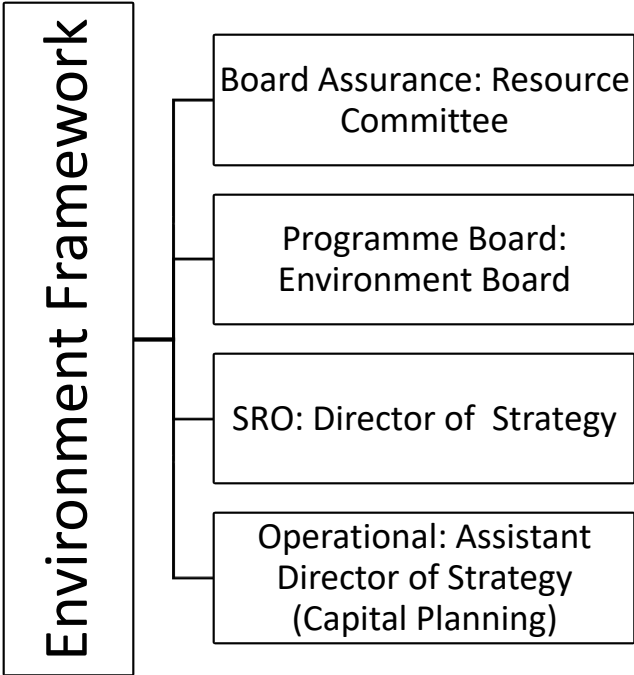 Environment Framework
Board Assurance: Resource
Committee
Programme Board:
Environment Board
SRO: Director of  Strategy
Operational: Assistant
Director of Strategy
(Capital Planning)